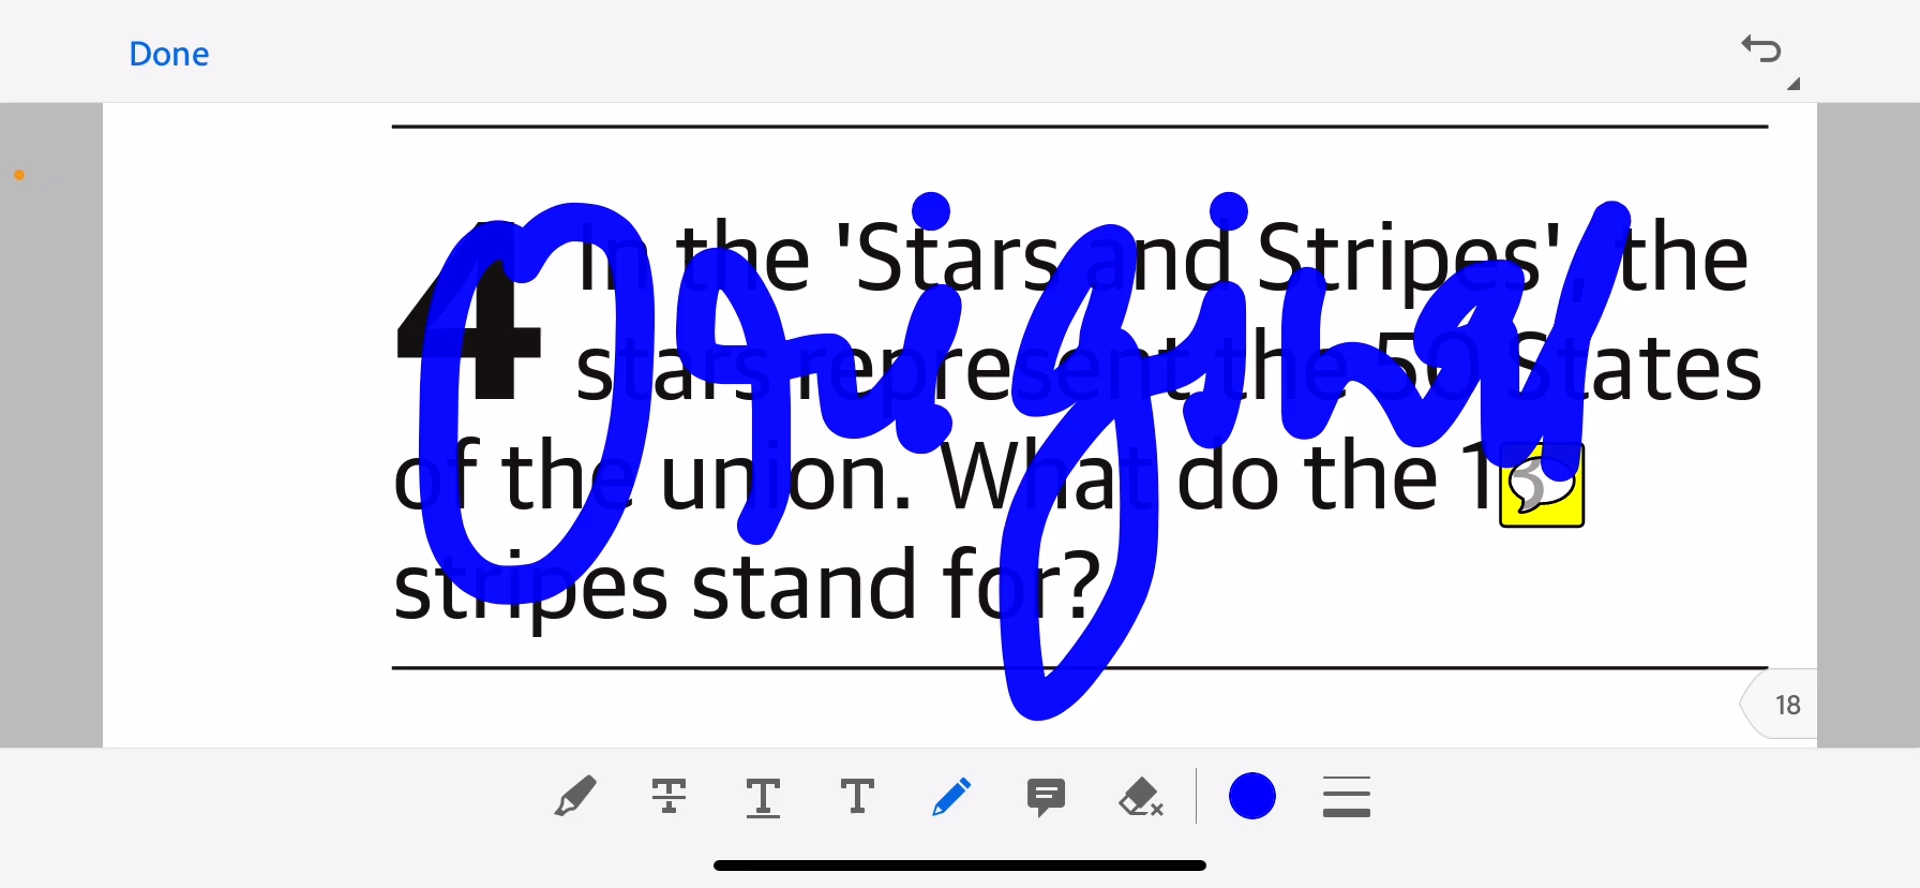 Done
4 In the 'Stars and Stripes', the
stars represent the 50 States
of the union. What do the 13
stripes stand for?
Original
18